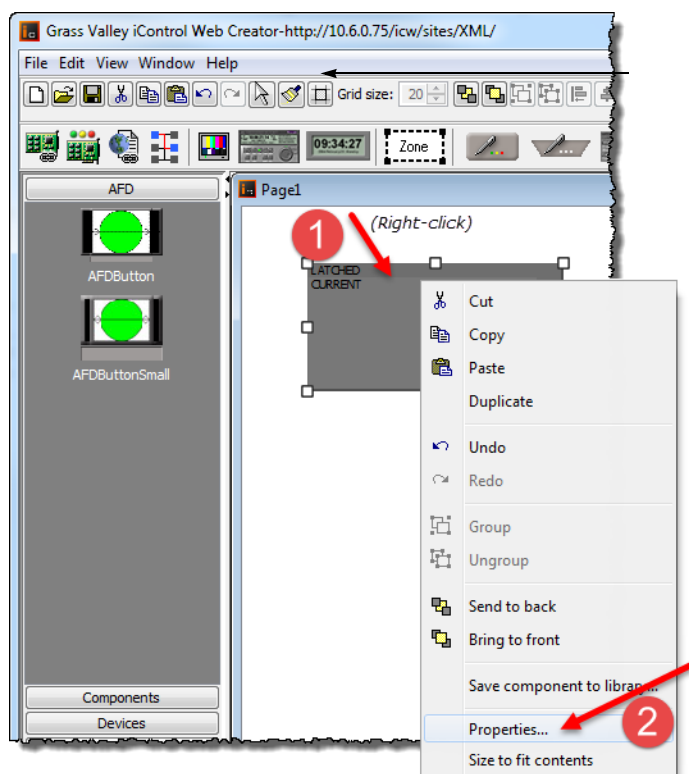 Grass Valley iControl Web Creator-http://10.6.0.75/icw/sites/XML/
File Edit View Window Help
Grid size: 20
09:34:27
Zone
AFD
AFDButton
AFDButtonSmall
Components
Devices
Page1
1
(Right-click)
LATCHED
CURRENT
Cut
Copy
Paste
Duplicate
Undo
Redo
Group
Ungroup
Send to back
Bring to front
Save component to library...
Properties...
2
Size to fit contents